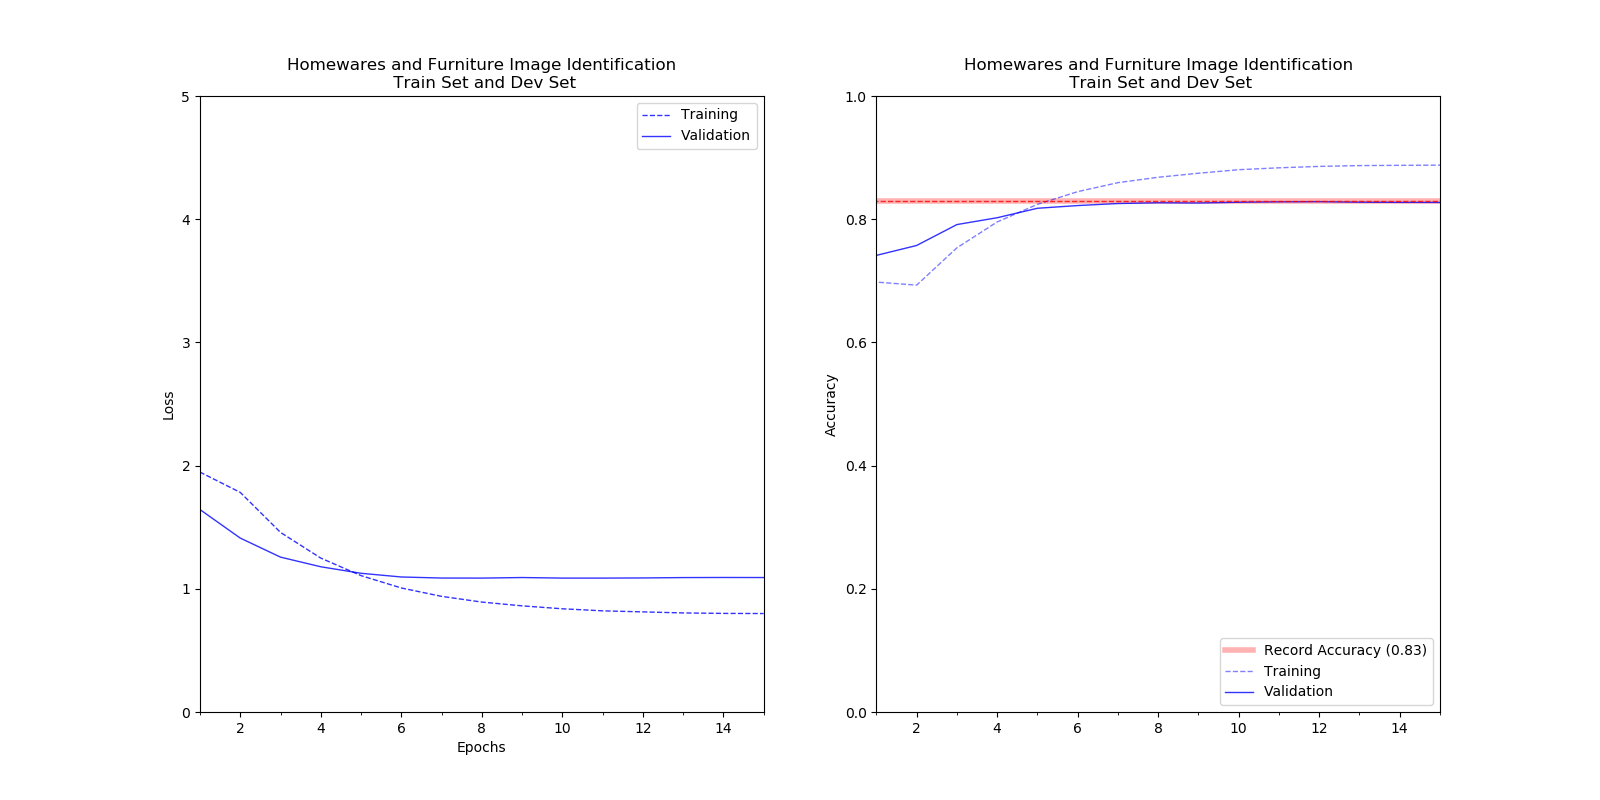 Homewares and Furniture Image Identification
Train Set and Dev Set
5
4
3
2
1
0
Loss
2
4
6
8
10
12
14
Epochs
Training
Validation
Homewares and Furniture Image Identification
Train Set and Dev Set
1.0
0.8
0.6
0.4
0.2
0.0
Accuracy
2
4
6
8
10
12
14
Record Accuracy (0.83)
Training
Validation